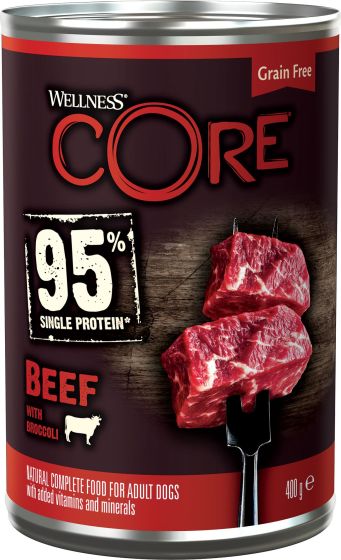 Grain Free
WELLNESS®
CORE
95%
SINGLE PROTEIN*
BEEF
WITH
BROCCOLI
NATURAL COMPLETE FOOD FOR ADULT DOGS
with added vitamins and minerals
400 g ℮